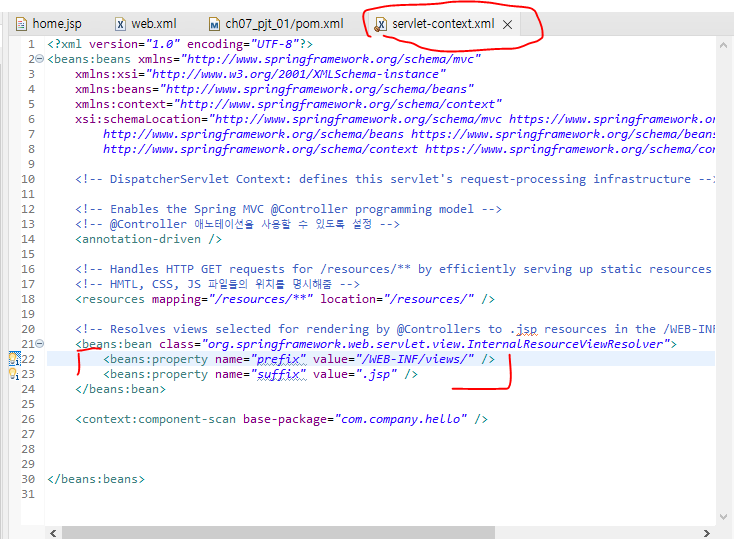 home.jsp web.xml ch07_pjt_01/pom.xml servlet-context.xml
1 <?xml version="1.0" encoding="UTF-8"?>
2 <beans:beans xmlns="http://www.springframework.org/schema/mvc"
3 xmlns:xsi="http://www.w3.org/2001/XMLSchema-instance"
4 xmlns:beans="http://www.springframework.org/schema/beans"
5 xmlns:context="http://www.springframework.org/schema/context"
6 xsi:schemaLocation="http://www.springframework.org/schema/mvc https://www.springframework.o
7 http://www.springframework.org/schema/beans https://www.springframework.org/schema/beans
8 http://www.springframework.org/schema/context https://www.springframework.org/schema/con
9
10 <!-- DispatcherServlet Context: defines this servlet's request-processing infrastructure --
11
12 <!-- Enables the Spring MVC @Controller programming model -->
13 <!-- @Controller 애노테이션을 사용할 수 있도록 설정 -->
14 <annotation-driven />
15
16 <!-- Handles HTTP GET requests for /resources/** by efficiently serving up static resources
17 <!-- HMTL, CSS, JS 파일들의 위치를 명시해줌 -->
18 <resources mapping="/resources/**" location="/resources/" />
19
20 <!-- Resolves views selected for rendering by @Controllers to .jsp resources in the /WEB-INF
21 <beans:bean class="org.springframework.web.servlet.view.InternalResourceViewResolver">
22 <beans:property name="prefix" value="/WEB-INF/views/" />
23 <beans:property name="suffix" value=".jsp" />
24 </beans:bean>
25
26 <context:component-scan base-package="com.company.hello" />
27
28
29
30 </beans:beans>
31